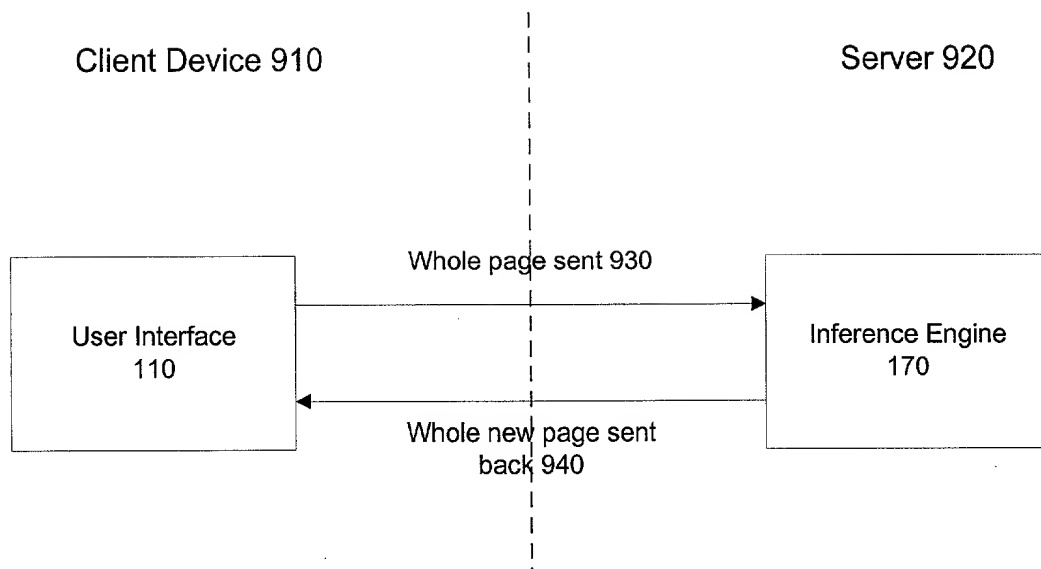 Client Device 910
Server 920
Whole page sent 930
User Interface
110
Inference Engine
170
Whole new page sent
back 940